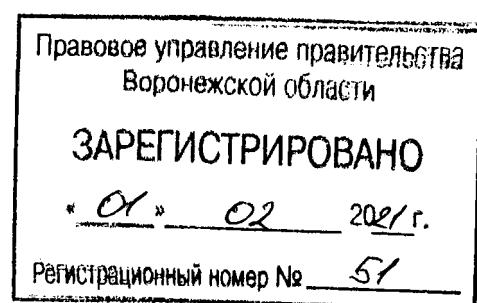 Правовое управление правительства
Воронежской области
ЗАРЕГИСТРИРОВАНО
« 01 » 02 2021 г.
Регистрационный номер № 51